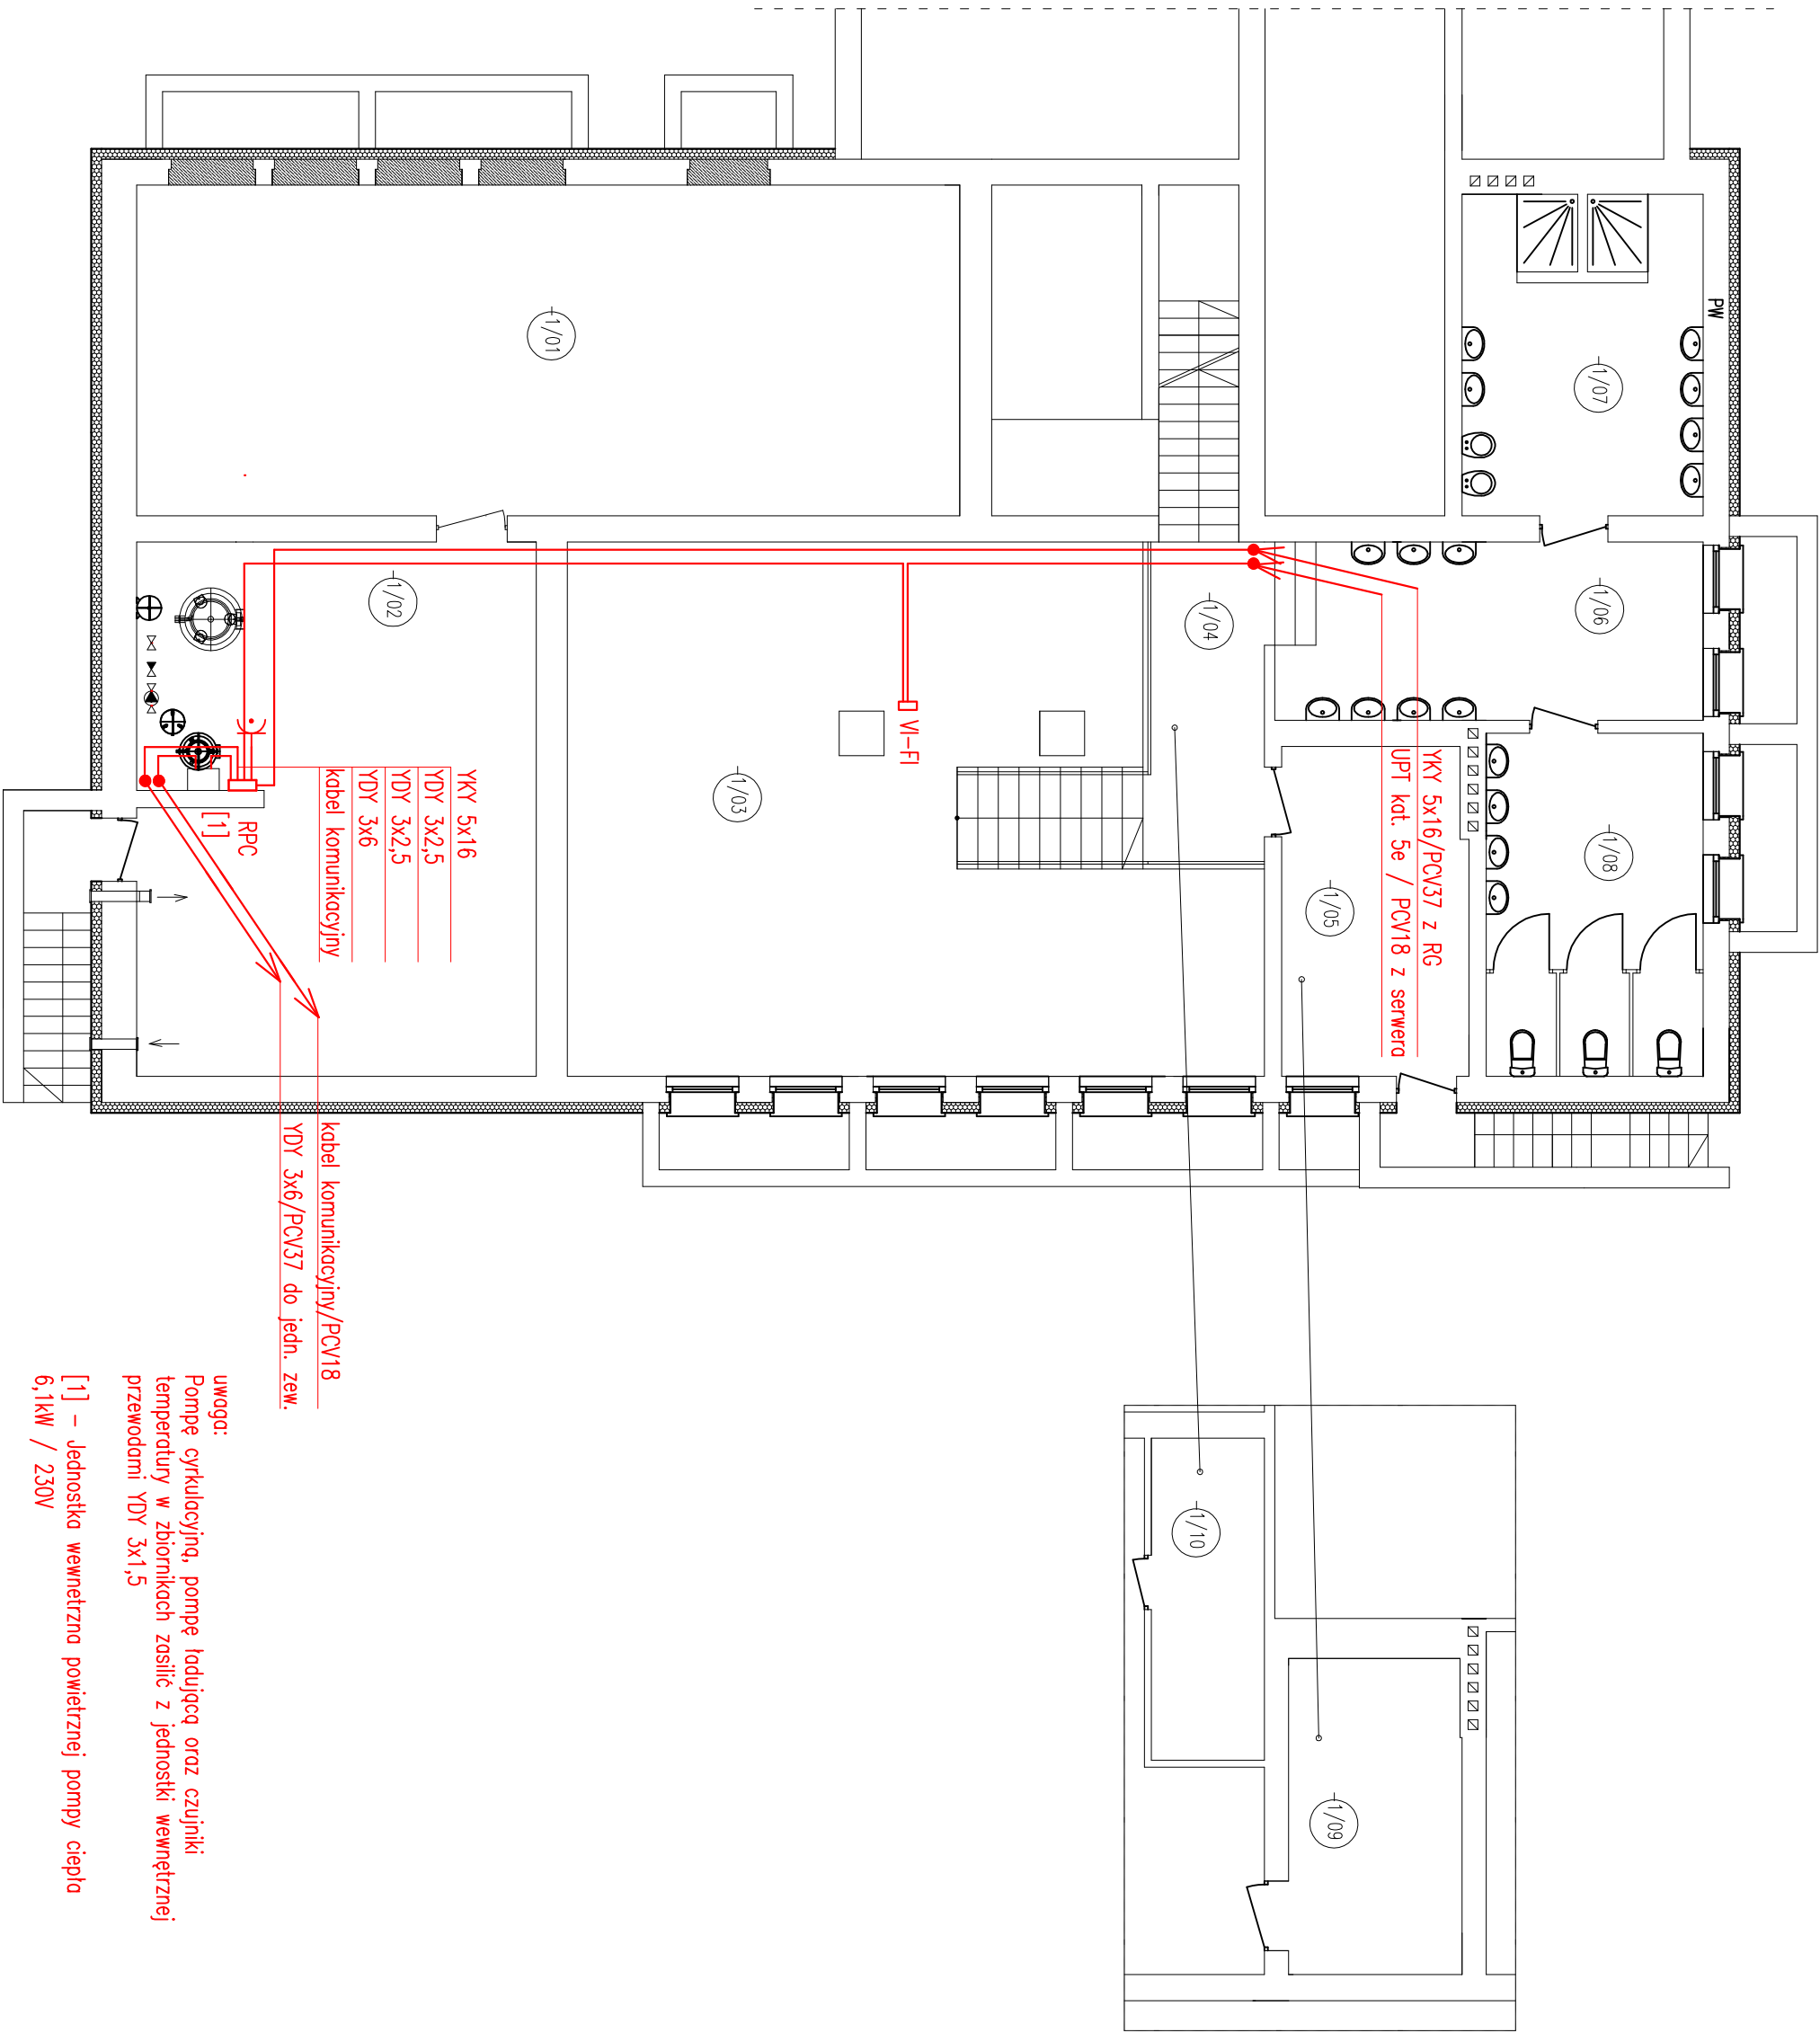 PW
-1/07
-1/01
-1/06
-1/04
-1/02
YKY 5x16/PCV37 z RG
UPT kat. 5e / PCV18 z serwera
VI-FI
-1/08
-1/05
-1/03
YKY 5x16
YDY 3x2,5
YDY 3x2,5
YDY 3x6
kabel komunikacyjny
RPC
[1]
kabel komunikacyjny/PCV18
YDY 3x6/PCV37 do jedn. zew.
-1/10
-1/09
uwaga:
Pompę cyrkulacyjną, pompę ładującą oraz czujniki
temperatury w zbiornikach zasilić z jednostki wewnętrznej
przewodami YDY 3x1,5
[1] - Jednostka wewnetrzna powietrznej pompy ciepła
6,1kW / 230V